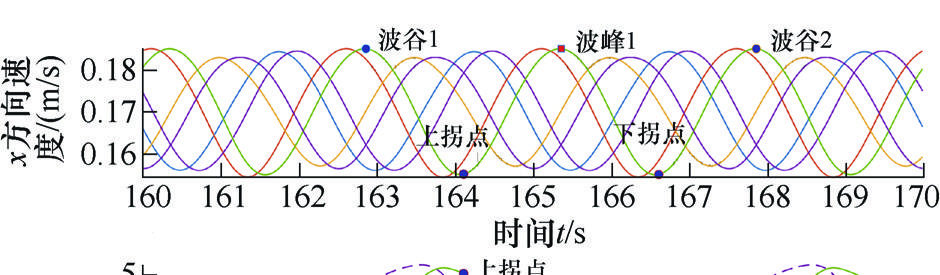 波谷1
波峰1
波谷2
x方向速
度/(m/s)
0.18
0.17
0.16
上拐点
下拐点
160 161 162 163 164 165 166 167 168 169 170
时间t/s
5
上拐点